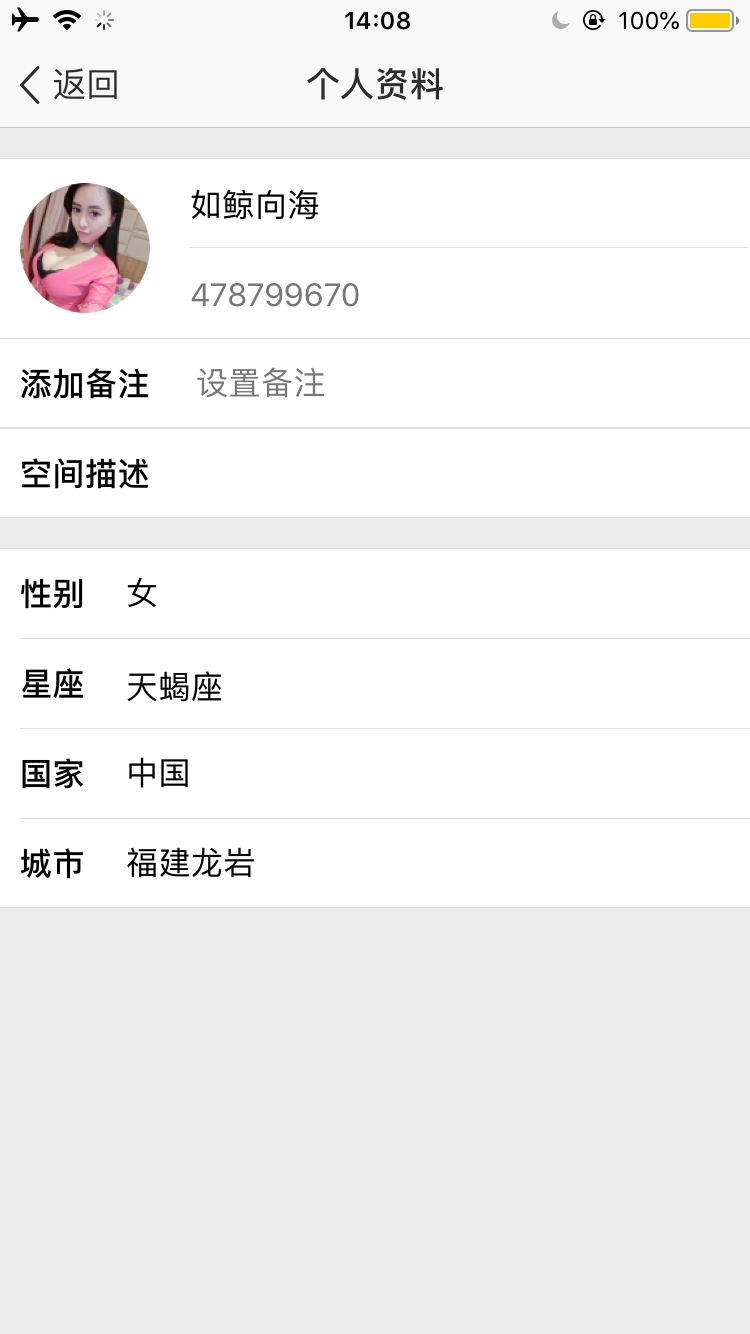 14:08
100%
返回
个人资料
如鲸向海
478799670
添加备注 设置备注
空间描述
性别 女
星座 天蝎座
国家 中国
城市 福建龙岩